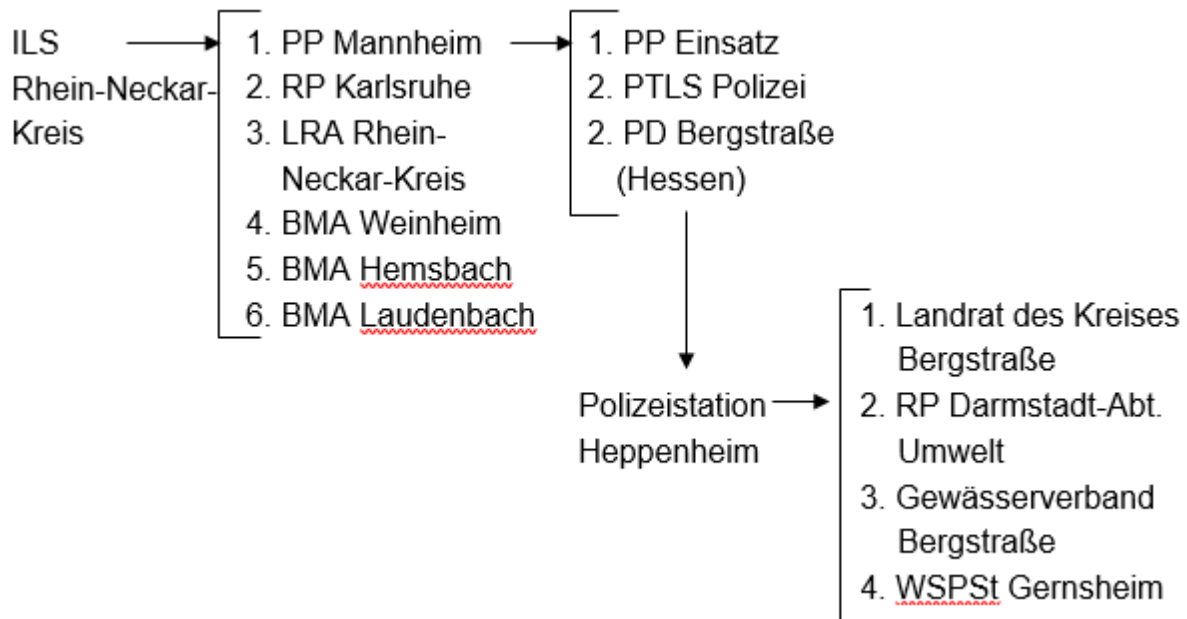 ILS
Rhein-Neckar-
Kreis
1. PP Mannheim
2. RP Karlsruhe
3. LRA Rhein-
Neckar-Kreis
4. BMA Weinheim
5. BMA Hemsbach
6. BMA Laudenbach
1. PP Einsatz
2. PTLS Polizei
2. PD Bergstraße
(Hessen)
Polizeistation
Heppenheim
1. Landrat des Kreises
Bergstraße
2. RP Darmstadt-Abt.
Umwelt
3. Gewässerverband
Bergstraße
4. WSPSt Gernsheim